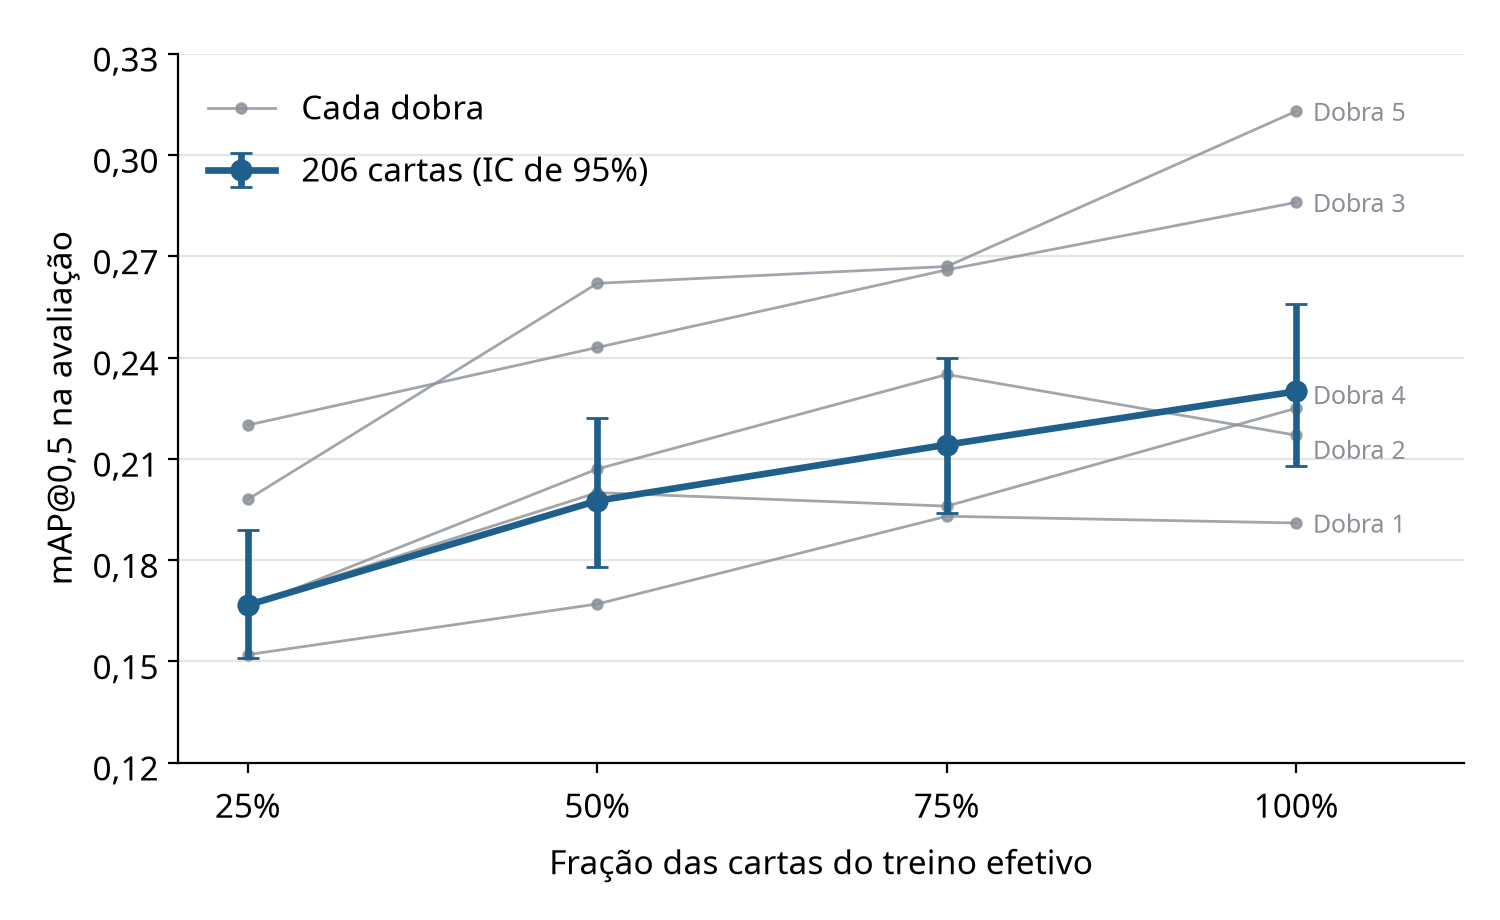 0,33
0,30
0,27
0,24
0,21
0,18
0,15
0,12
mAP@0,5 na avaliação
Cada dobra
206 cartas (IC de 95%)
Dobra 5
Dobra 3
Dobra 4
Dobra 2
Dobra 1
25%
50%
75%
100%
Fração das cartas do treino efetivo